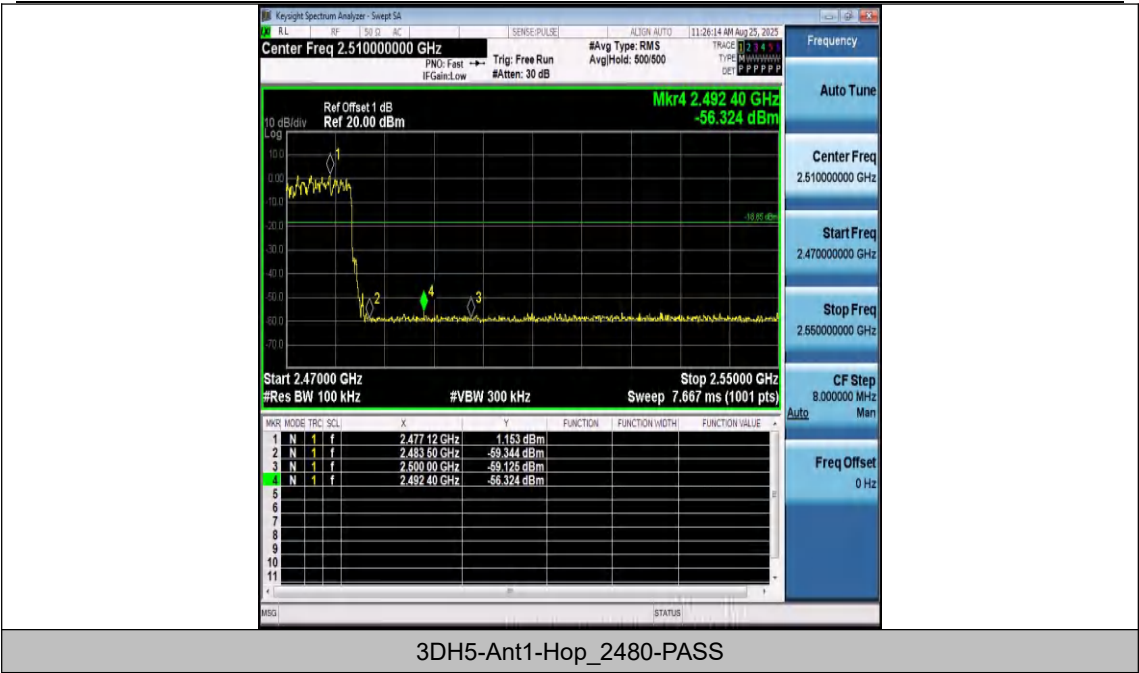 Keysight Spectrum Analyzer - Swept SA
RL RF 50 Ω AC SENSE:PULSE ALIGN AUTO 11:26:14 AM Aug 25, 2025
Center Freq 2.510000000 GHz
PNO: Fast
IFGain:Low
Trig: Free Run
#Atten: 30 dB
#Avg Type: RMS
Avg|Hold: 500/500
TRACE 1 2 3 4 5 6
TYPE M W W W W W
DET P P P P P P
Mkr4 2.492 40 GHz
-56.324 dBm
Ref Offset 1 dB
10 dB/div Ref 20.00 dBm
Log
10.0
0.00
-10.0
-20.0
-30.0
-40.0
-50.0
-60.0
-70.0
1
2
4
3
Start 2.47000 GHz Stop 2.55000 GHz
#Res BW 100 kHz #VBW 300 kHz Sweep 7.667 ms (1001 pts)
MKR MODE TRC SCL X Y FUNCTION FUNCTION WIDTH FUNCTION VALUE
1 N 1 f 2.477 12 GHz 1.153 dBm
2 N 1 f 2.483 50 GHz -59.344 dBm
3 N 1 f 2.500 00 GHz -59.125 dBm
4 N 1 f 2.492 40 GHz -56.324 dBm
5
6
7
8
9
10
11
MSG STATUS
Frequency
Auto Tune
Center Freq
2.510000000 GHz
Start Freq
2.470000000 GHz
Stop Freq
2.550000000 GHz
CF Step
8.000000 MHz
Auto Man
Freq Offset
0 Hz
3DH5-Ant1-Hop_2480-PASS